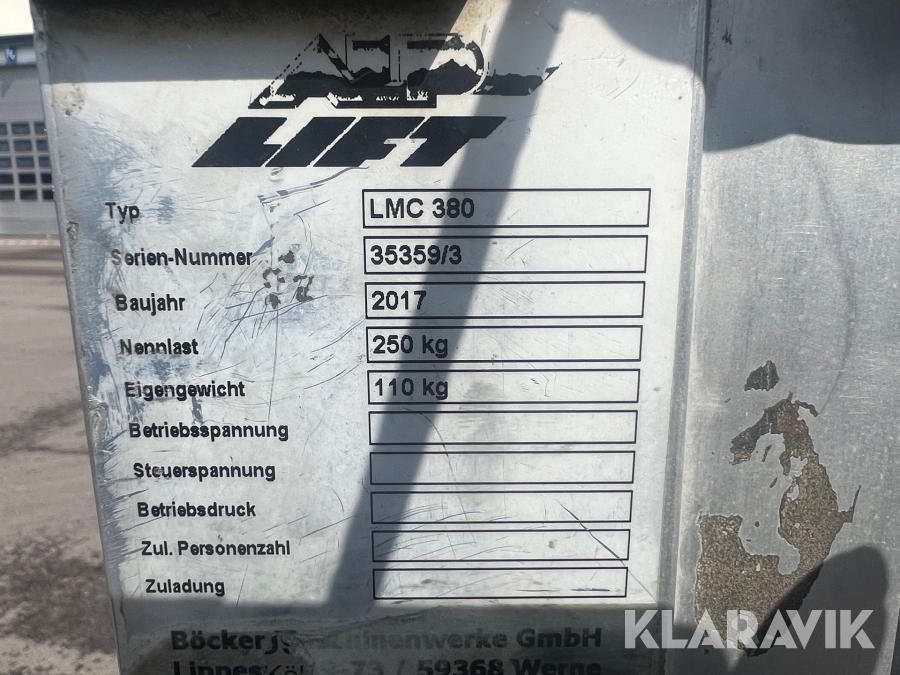 ALP
LIFT
Typ LMC 380
Serien-Nummer 35359/3
Baujahr 2017
Nennlast 250 kg
Eigengewicht 110 kg
Betriebsspannung
Steuerspannung
Betriebsdruck
Zul. Personenzahl
Zuladung
Böcker GmbH
59368 Werne
KLARAVIK